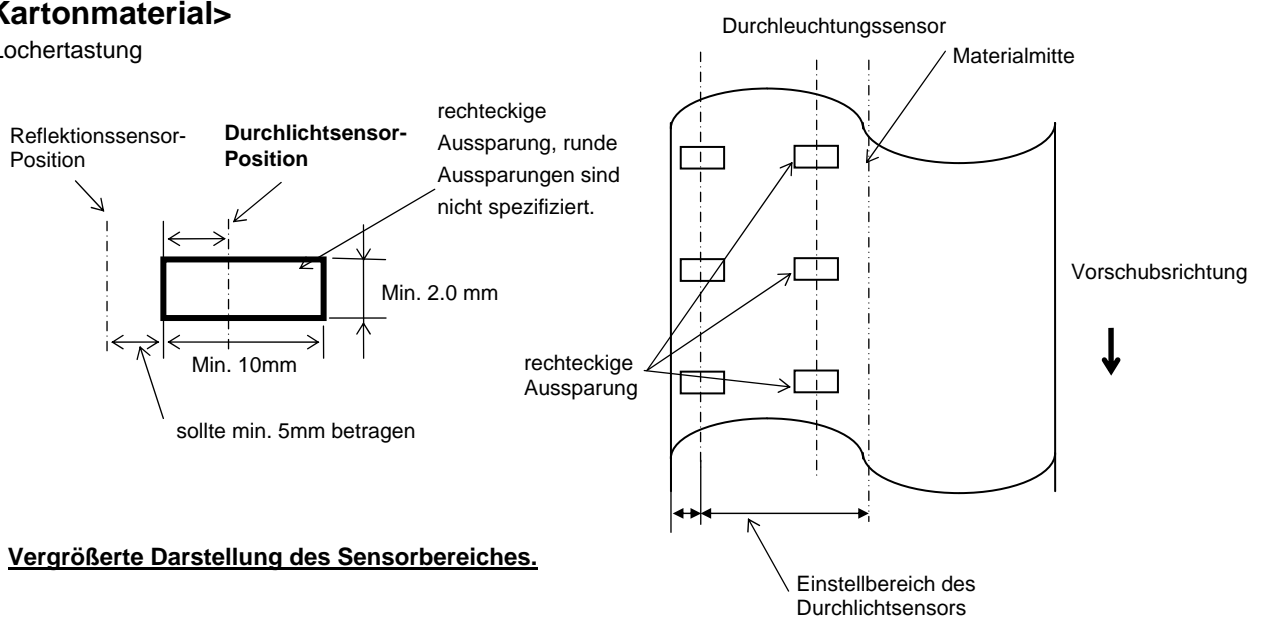 Kartonmaterial>
Lochertastung
Durchleuchtungssensor
Materialmitte
Reflektionssensor-
Position
Durchlichtsensor-
Position
rechteckige
Aussparung, runde
Aussparungen sind
nicht spezifiziert.
Min. 2.0 mm
Min. 10mm
sollte min. 5mm betragen
rechteckige
Aussparung
Vorschubsrichtung
Vergrößerte Darstellung des Sensorbereiches.
Einstellbereich des
Durchlichtsensors